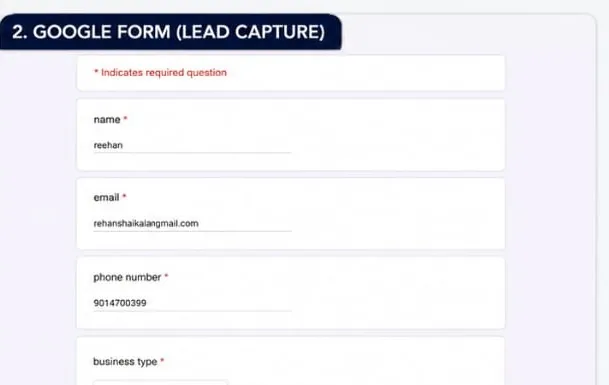 2. GOOGLE FORM (LEAD CAPTURE)
* Indicates required question
name *
reehan
email *
rehanshaikalangmail.com
phone number *
9014700399
business type *